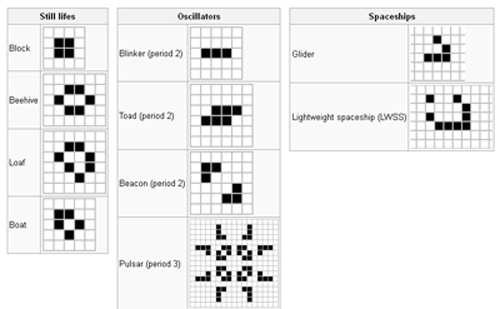 Still lifes
Block
Beehive
Loaf
Boat
Oscillators
Blinker (period 2)
Toad (period 2)
Beacon (period 2)
Pulsar (period 3)
Spaceships
Glider
Lightweight spaceship (LWSS)